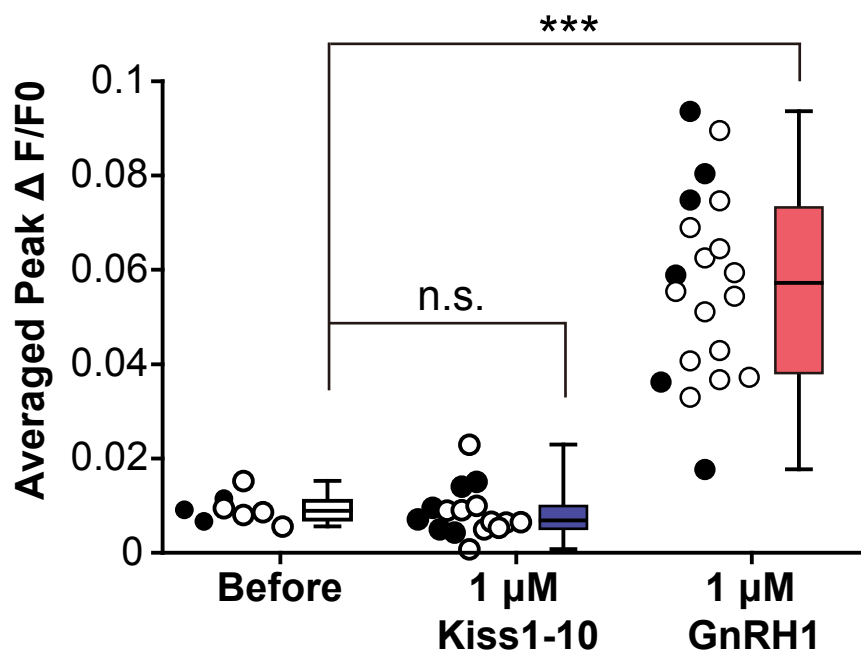 ***
0.1
0.08
n.s.
0.06
0.04
0.02
0
Averaged Peak Δ F/F0
Before
1 µM
Kiss1-10
1 µM
GnRH1